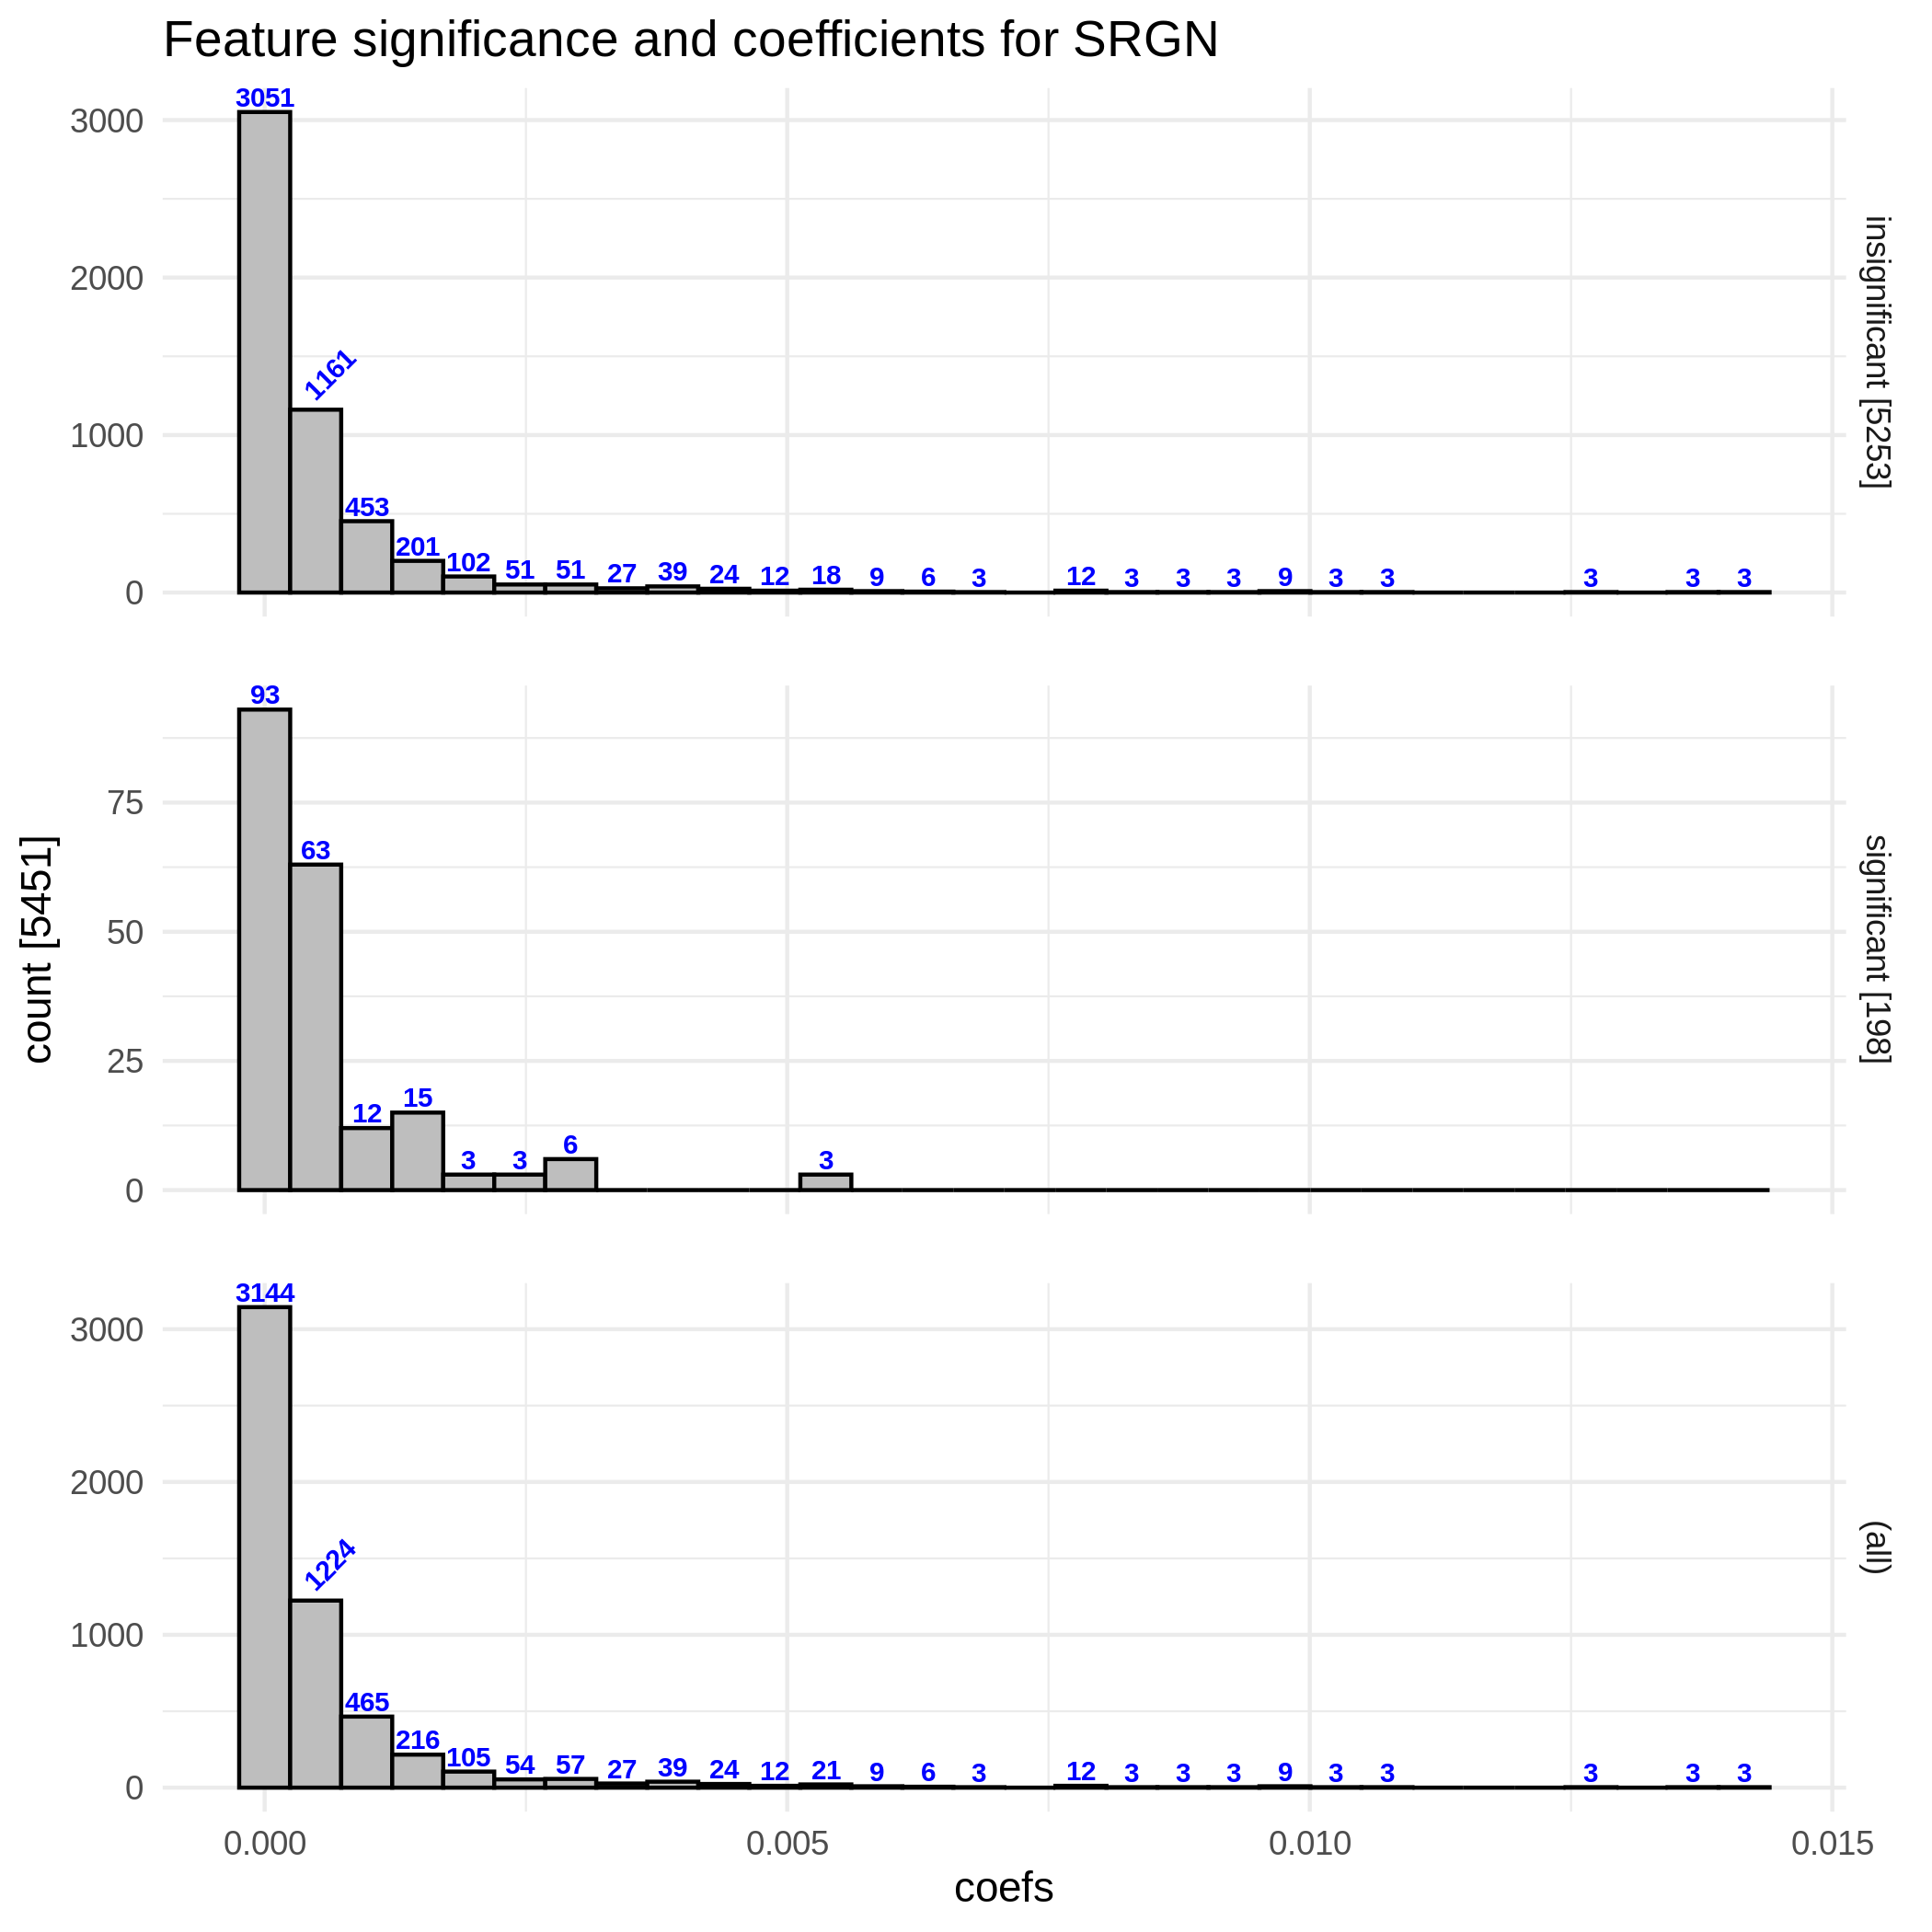 Feature significance and coefficients for SRGN
3051
3000
2000
1161
1000
453
201
102 51 51 27 39 24 12 18 9 6 3 12 3 3 3 9 3 3 3 3 3
0
insignificant [5253]
93
75
63
50
25
12 15 3 3 6 3
0
significant [198]
count [5451]
3144
3000
2000
1224
1000
465
216
105 54 57 27 39 24 12 21 9 6 3 12 3 3 3 9 3 3 3 3 3
0
(all)
0.000 0.005 0.010 0.015
coefs